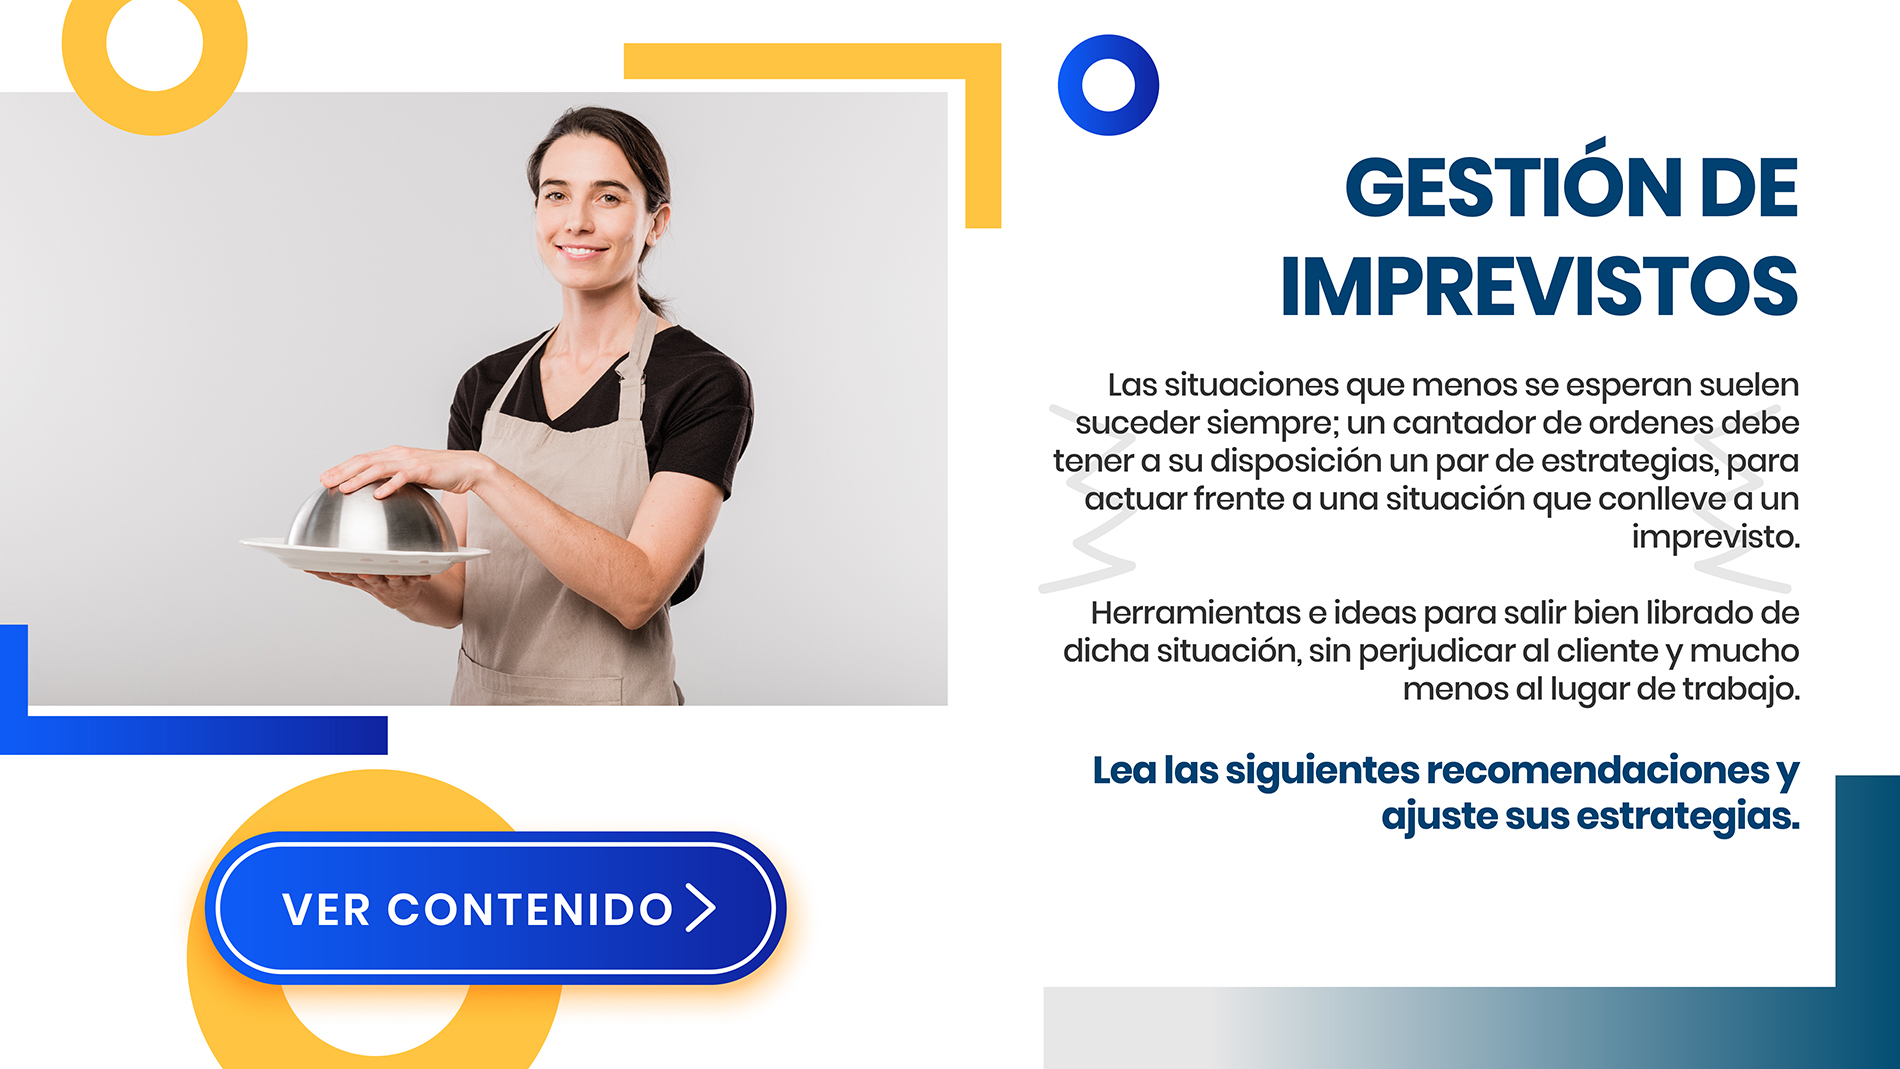 GESTIÓN DE
IMPREVISTOS
Las situaciones que menos se esperan suelen
suceder siempre; un cantador de ordenes debe
tener a su disposición un par de estrategias, para
actuar frente a una situación que conlleve a un
imprevisto.
Herramientas e ideas para salir bien librado de
dicha situación, sin perjudicar al cliente y mucho
menos al lugar de trabajo.
Lea las siguientes recomendaciones y
ajuste sus estrategias.
VER CONTENIDO